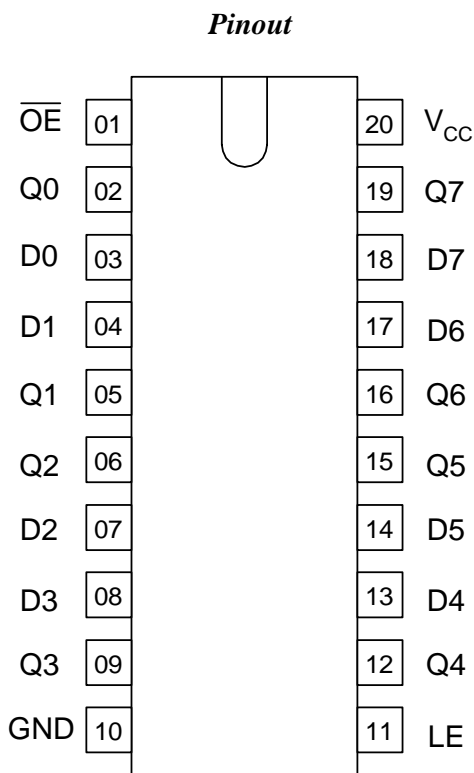 Pinout
OE 01 20 VCC
Q0 02 19 Q7
D0 03 18 D7
D1 04 17 D6
Q1 05 16 Q6
Q2 06 15 Q5
D2 07 14 D5
D3 08 13 D4
Q3 09 12 Q4
GND 10 11 LE